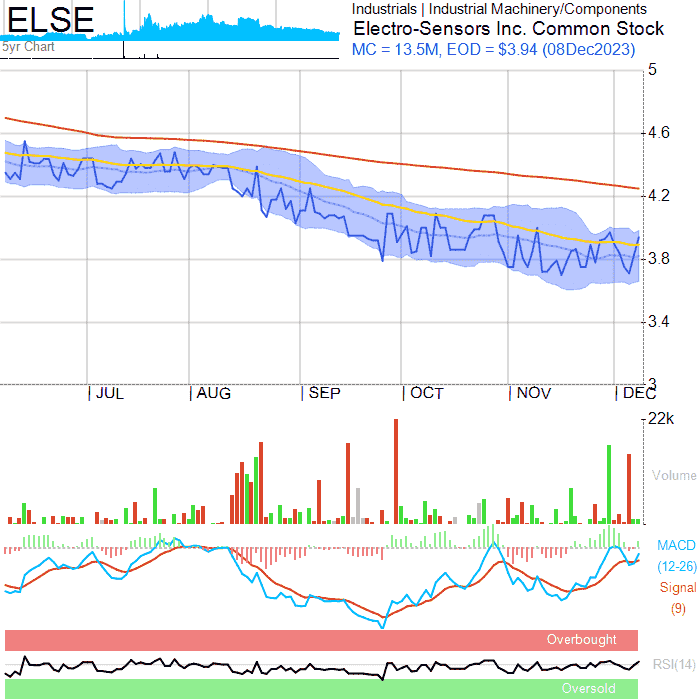 ELSE
5yr Chart
Industrials | Industrial Machinery/Components
Electro-Sensors Inc. Common Stock
MC = 13.5M, EOD = $3.94 (08Dec2023)
5
4.6
4.2
3.8
3.4
3
JUL AUG SEP OCT NOV DEC
22k
Volume
MACD
(12-26)
Signal
(9)
Overbought
RSI(14)
Oversold